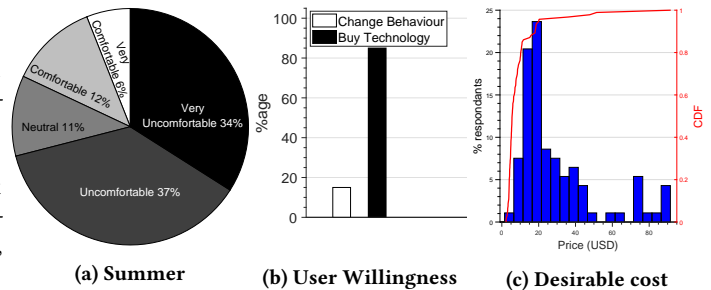 Very
Comfortable 6%
Comfortable 12%
Neutral 11%
Very
Uncomfortable 34%
Uncomfortable 37%
(a) Summer
%age
100
80
60
40
20
0
Change Behaviour
Buy Technology
(b) User Willingness
% respondants
25
20
15
10
5
0
0 20 40 60 80
Price (USD)
1
0.8
0.6
0.4
0.2
0
CDF
(c) Desirable cost